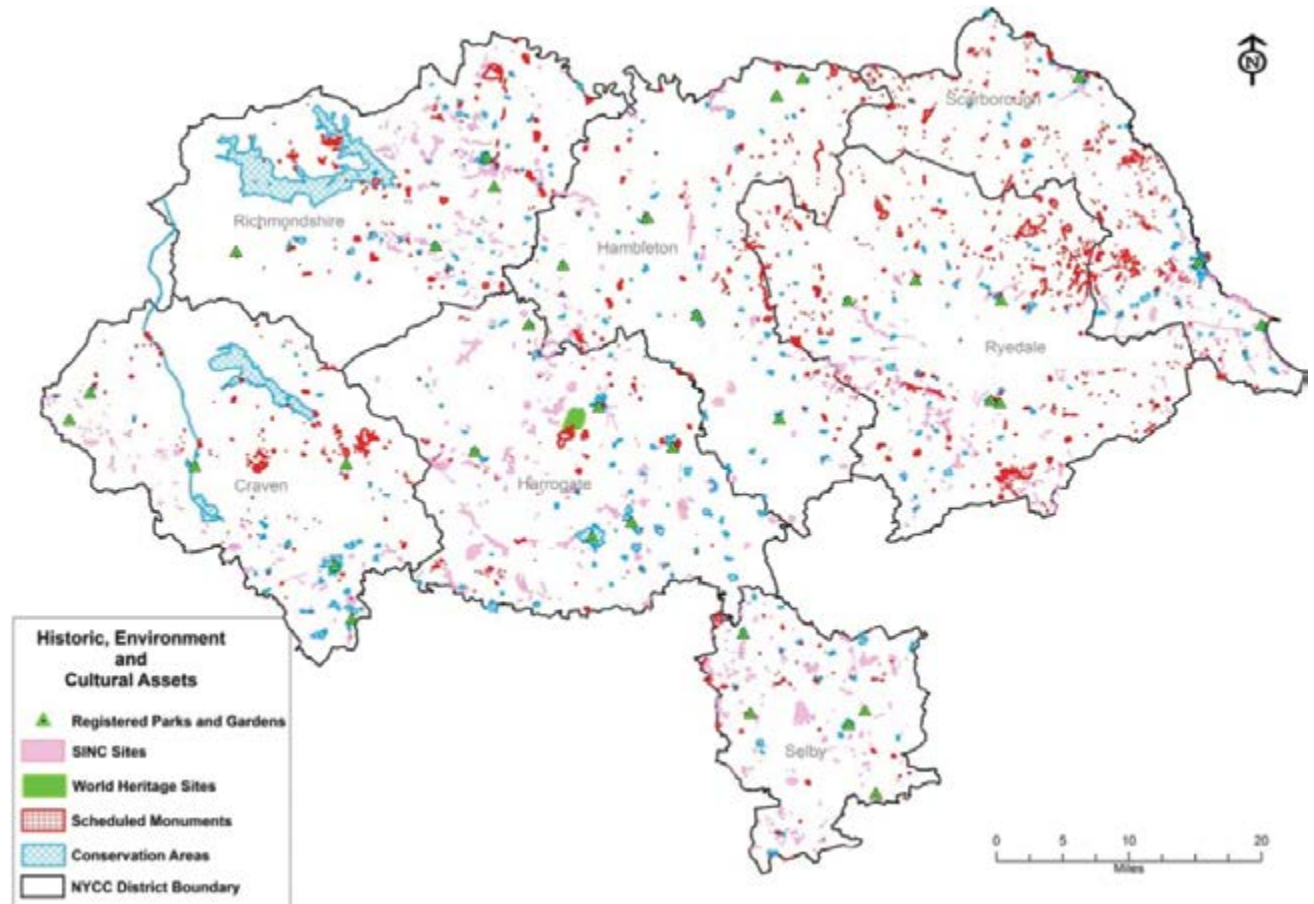 N
Scarborough
Richmondshire
Hambleton
Ryedale
Craven
Harrogate
Selby
Historic, Environment
and
Cultural Assets
Registered Parks and Gardens
SINC Sites
World Heritage Sites
Scheduled Monuments
Conservation Areas
NYCC District Boundary
0 5 10 20
Miles